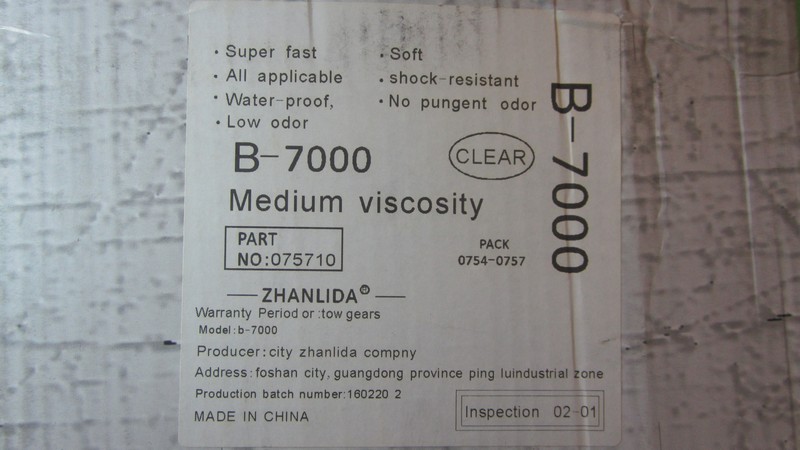 · Super fast
· Soft
· All applicable
· shock-resistant
· Water-proof,
· No pungent odor
· Low odor
B-7000
CLEAR
B-7000
Medium viscosity
PART
NO:075710
PACK
0754-0757
— ZHANLIDA® —
Warranty Period or :tow gears
Model:b-7000
Producer:city zhanlida compny
Address:foshan city, guangdong province ping luindustrial zone
Production batch number:160220 2
MADE IN CHINA
Inspection 02-01